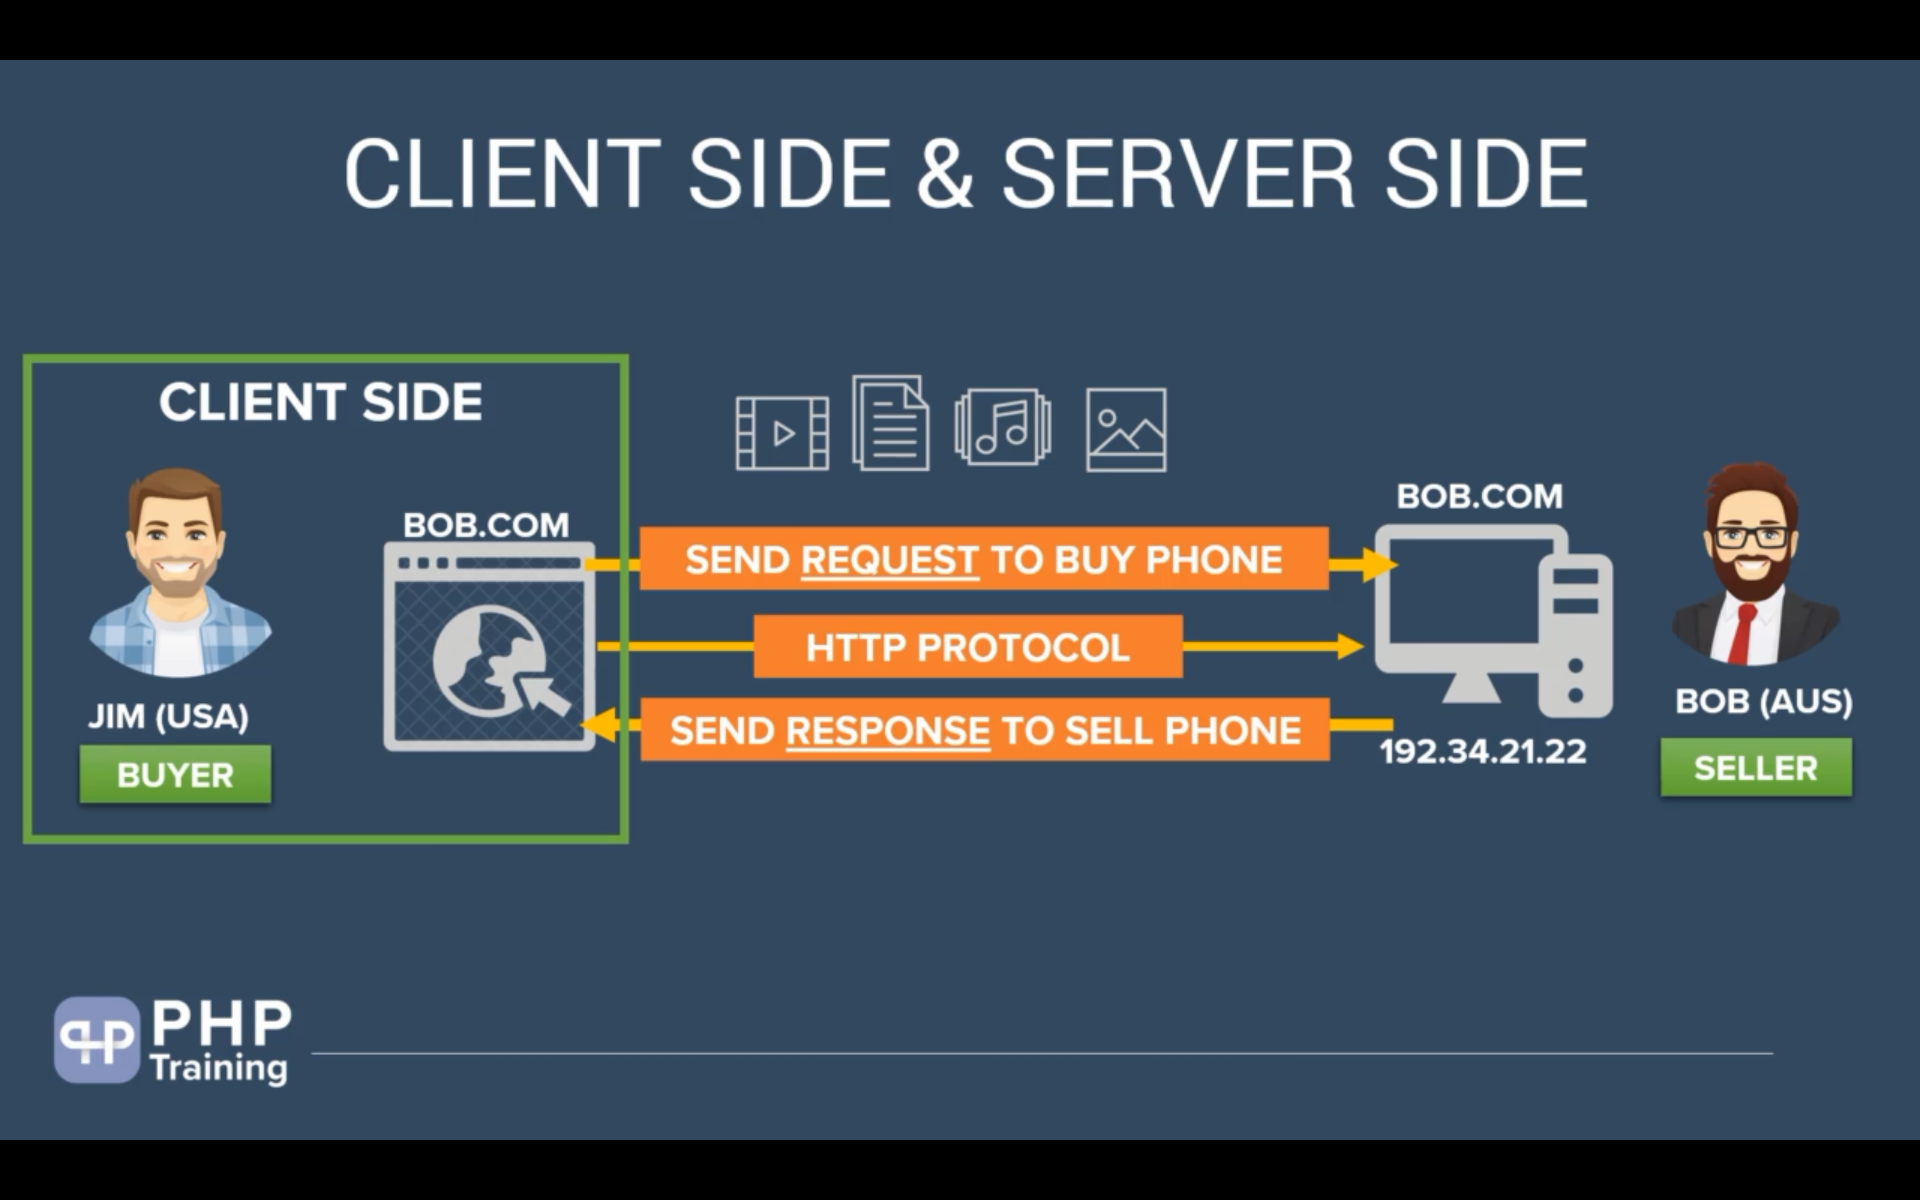 CLIENT SIDE & SERVER SIDE
CLIENT SIDE
BOB.COM
JIM (USA)
BUYER
SEND REQUEST TO BUY PHONE
HTTP PROTOCOL
SEND RESPONSE TO SELL PHONE
BOB.COM
192.34.21.22
BOB (AUS)
SELLER
php
PHP
Training